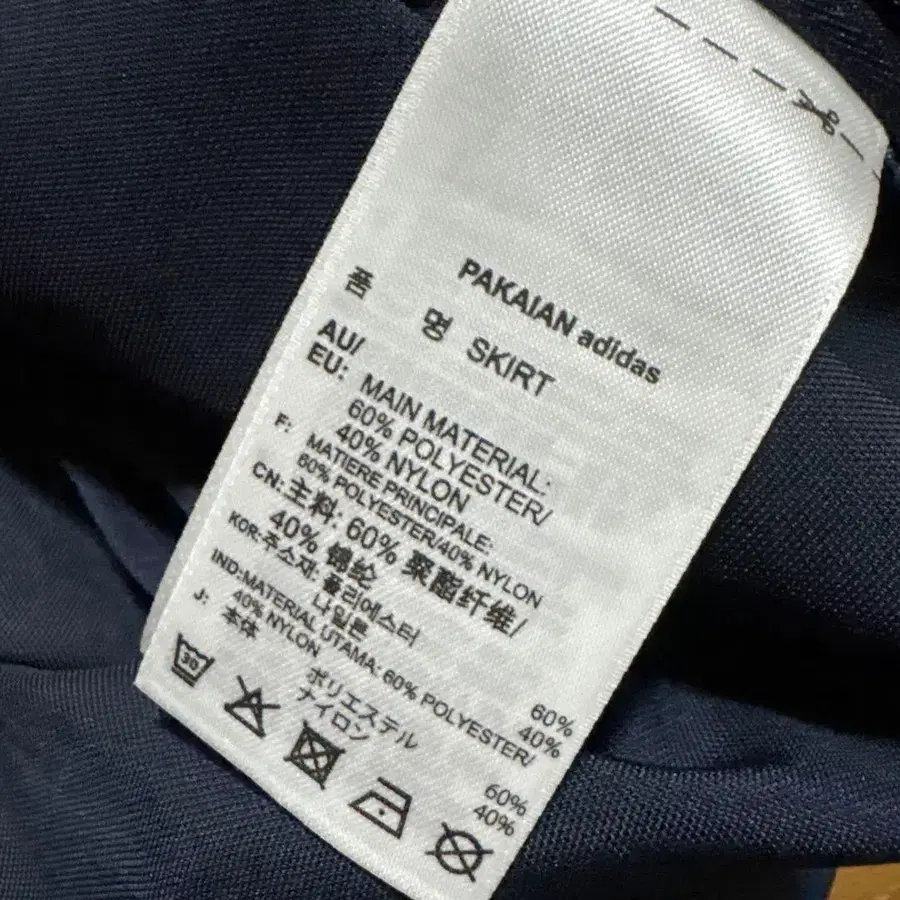 PAKAIAN adidas
품 명 SKIRT
AU/
EU: MAIN MATERIAL:
60% POLYESTER/
40% NYLON
F: MATIERE PRINCIPALE:
60% POLYESTER/40% NYLON
CN: 主料: 60% 聚酯纤维/
40% 锦纶
KOR: 주소재: 폴리에스터 60%
나일론 40%
IND: MATERIAL UTAMA: 60% POLYESTER/
40% NYLON
J: 本体 ポリエステル 60%
ナイロン 40%
30